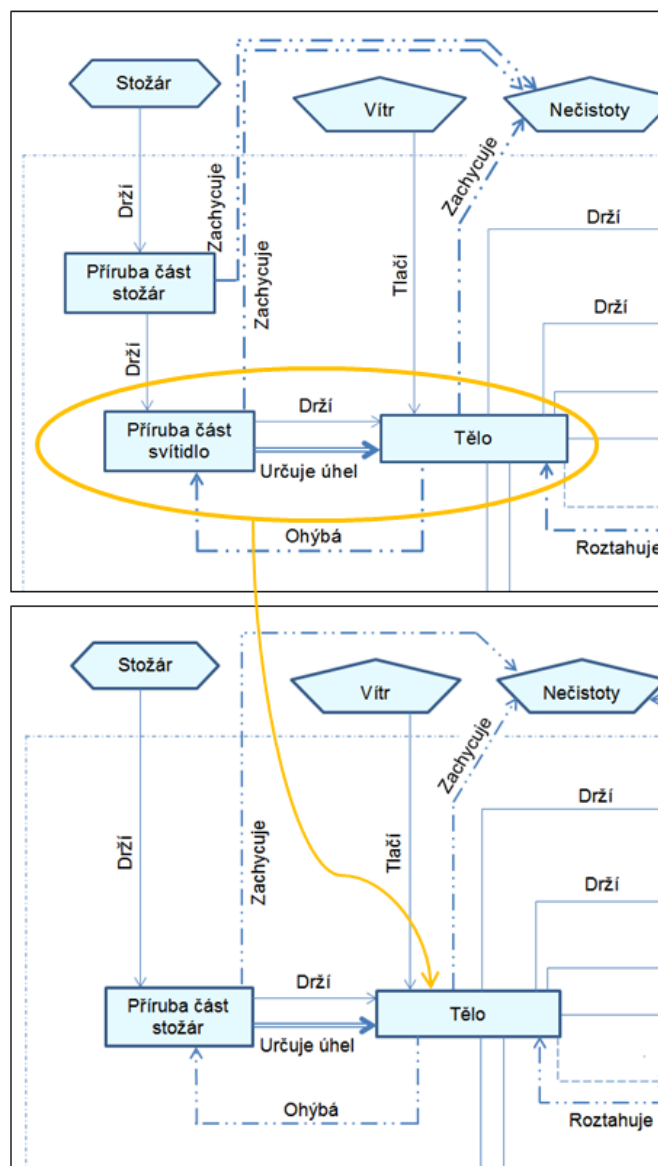 Stožár
Vítr
Nečistoty
Zachycuje
Drží
Zachycuje
Zachycuje
Tlačí
Drží
Příruba část
stožár
Drží
Drží
Drží
Příruba část
svítidlo
Tělo
Určuje úhel
Ohýbá
Roztahuje
Stožár
Vítr
Nečistoty
Zachycuje
Drží
Drží
Zachycuje
Tlačí
Drží
Drží
Příruba část
stožár
Tělo
Určuje úhel
Ohýbá
Roztahuje